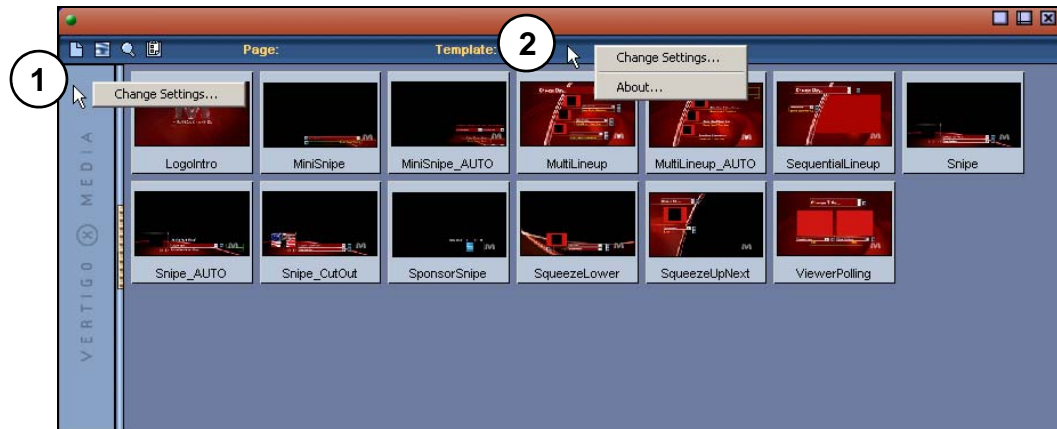 Page:
Template:
2
Change Settings...
About...
1
Change Settings...
LogoIntro
MiniSnipe
MiniSnipe_AUTO
MultiLineup
MultiLineup_AUTO
SequentialLineup
Snipe
Snipe_AUTO
Snipe_CutOut
SponsorSnipe
SqueezeLower
SqueezeUpNext
ViewerPolling
VERTIGO X MEDIA